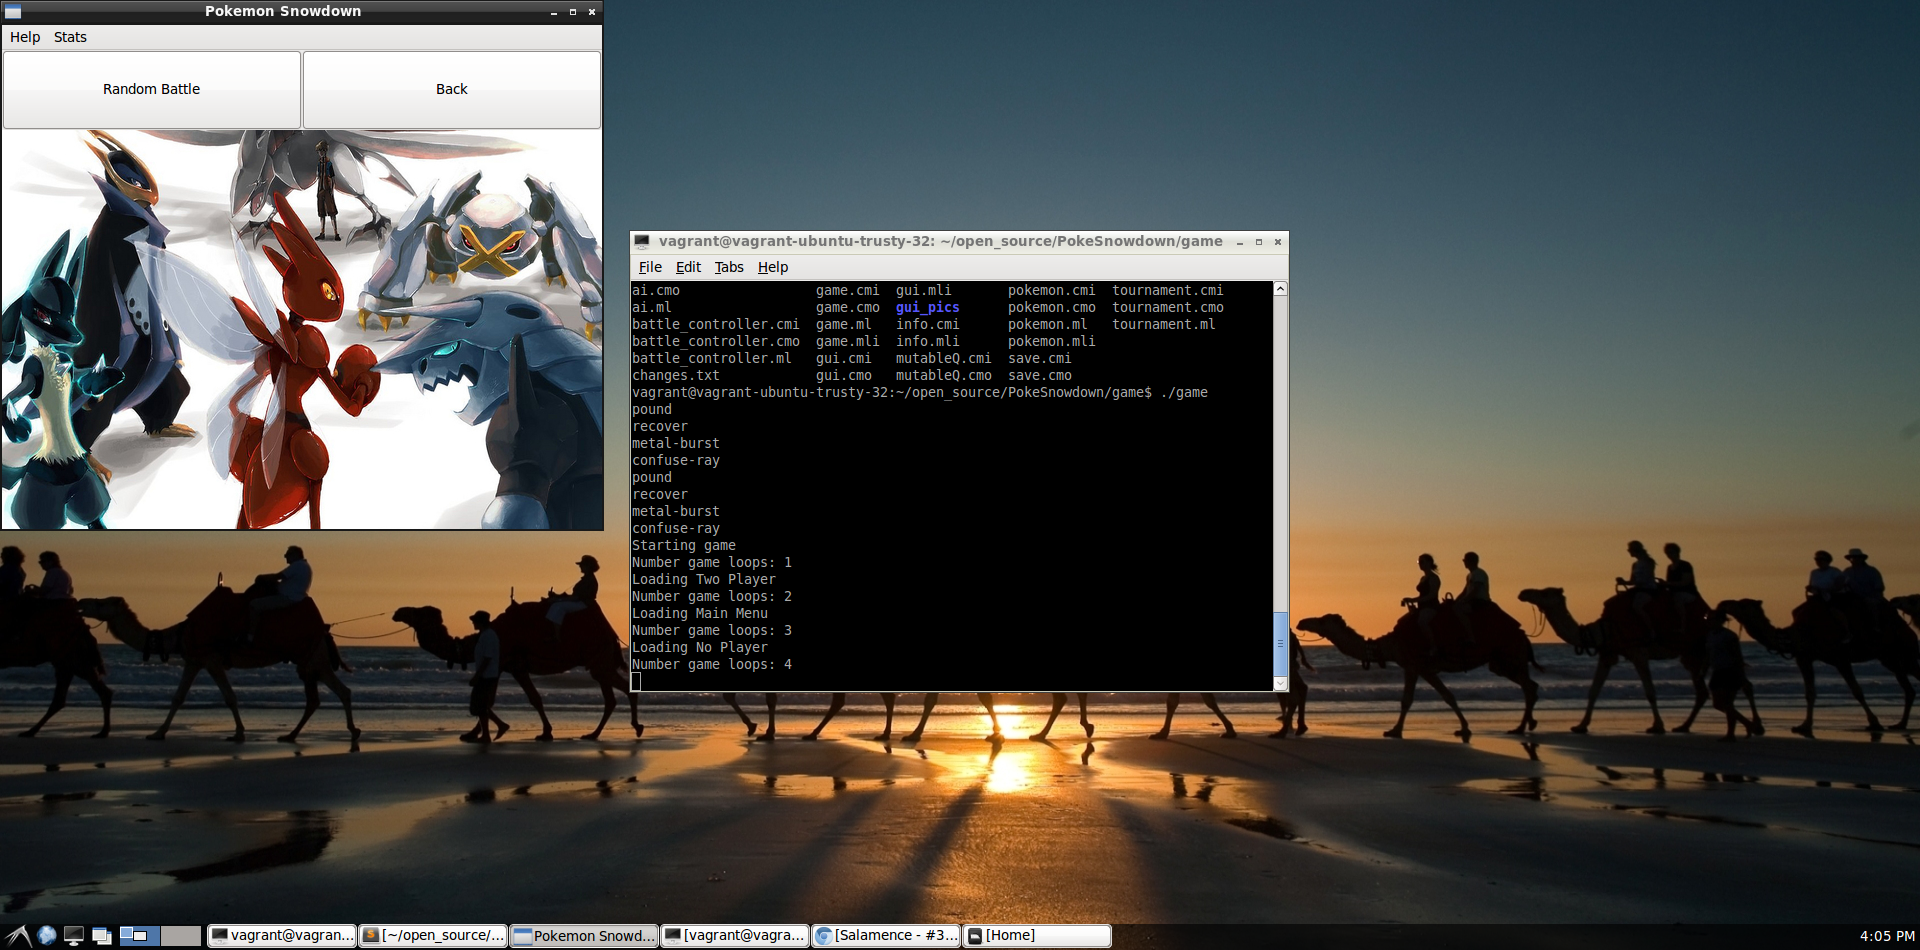 Pokemon Snowdown
Help Stats
Random Battle Back
vagrant@vagrant-ubuntu-trusty-32: ~/open_source/PokeSnowdown/game
File Edit Tabs Help
ai.cmo game.cmi gui.mli pokemon.cmi tournament.cmi
ai.ml game.cmo gui_pics pokemon.cmo tournament.cmo
battle_controller.cmi game.ml info.cmi pokemon.ml tournament.ml
battle_controller.cmo game.mli info.mli pokemon.mli
battle_controller.ml gui.cmi mutableQ.cmi save.cmi
changes.txt gui.cmo mutableQ.cmo save.cmo
vagrant@vagrant-ubuntu-trusty-32:~/open_source/PokeSnowdown/game$ ./game
pound
recover
metal-burst
confuse-ray
pound
recover
metal-burst
confuse-ray
Starting game
Number game loops: 1
Loading Two Player
Number game loops: 2
Loading Main Menu
Number game loops: 3
Loading No Player
Number game loops: 4
vagrant@vagran... [~/open_source/... Pokemon Snowd... [vagrant@vagra... [Salamence - #3... [Home] 4:05 PM